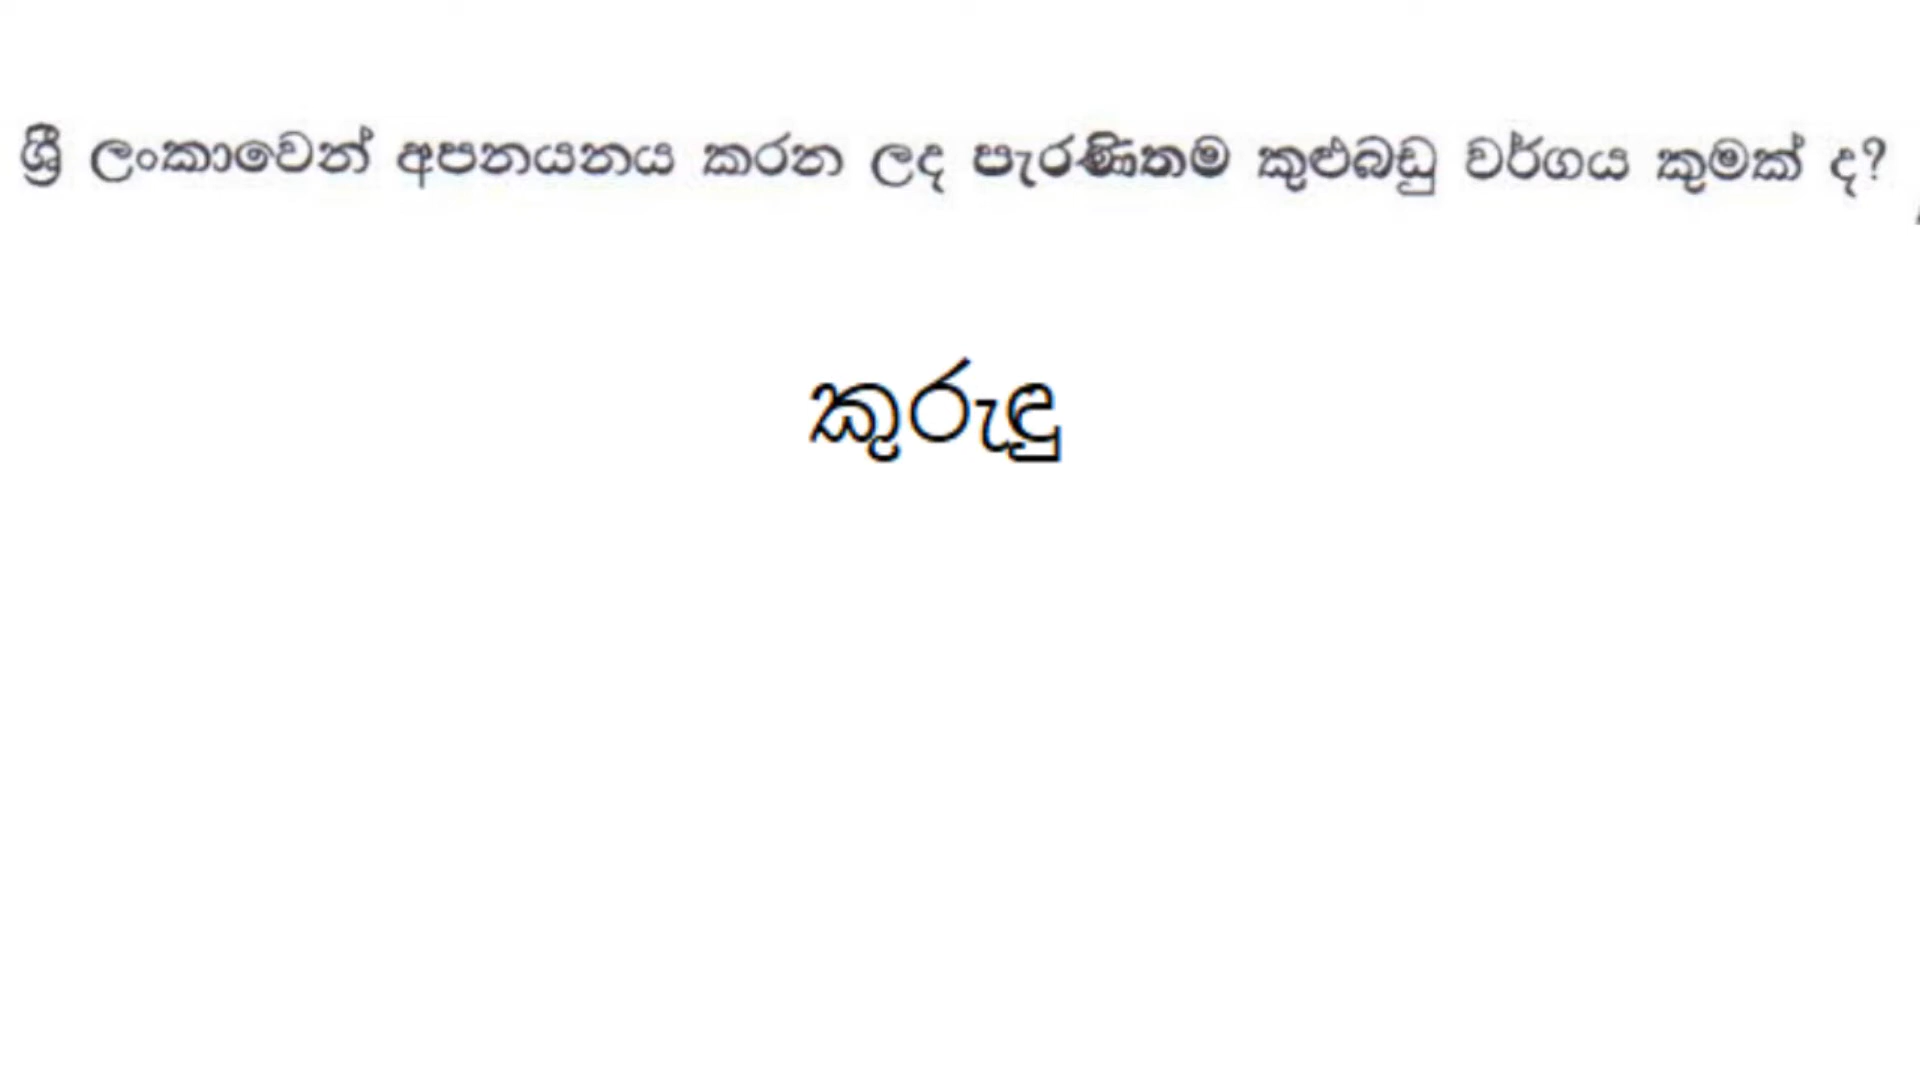 ශ්‍රී ලංකාවෙන් අපනයනය කරන ලද පැරණිතම කුළුබඩු වර්ගය කුමක් ද?
කුරුඳු